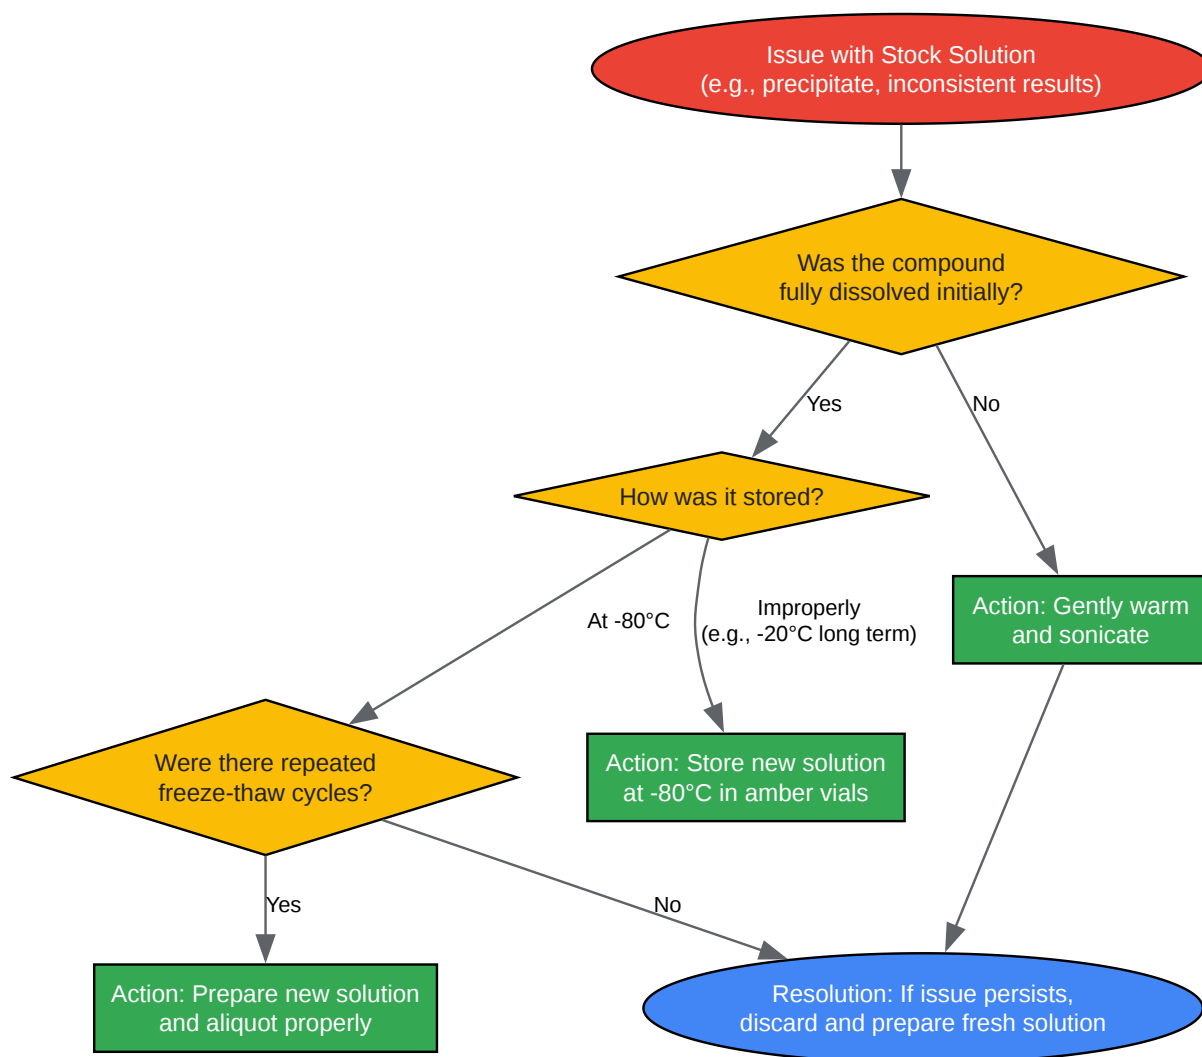 Issue with Stock Solution
(e.g., precipitate, inconsistent results)
Was the compound
fully dissolved initially?
Yes
No
How was it stored?
At -80°C
Improperly
(e.g., -20°C long term)
Action: Gently warm
and sonicate
Were there repeated
freeze-thaw cycles?
Action: Store new solution
at -80°C in amber vials
Yes
No
Action: Prepare new solution
and aliquot properly
Resolution: If issue persists,
discard and prepare fresh solution